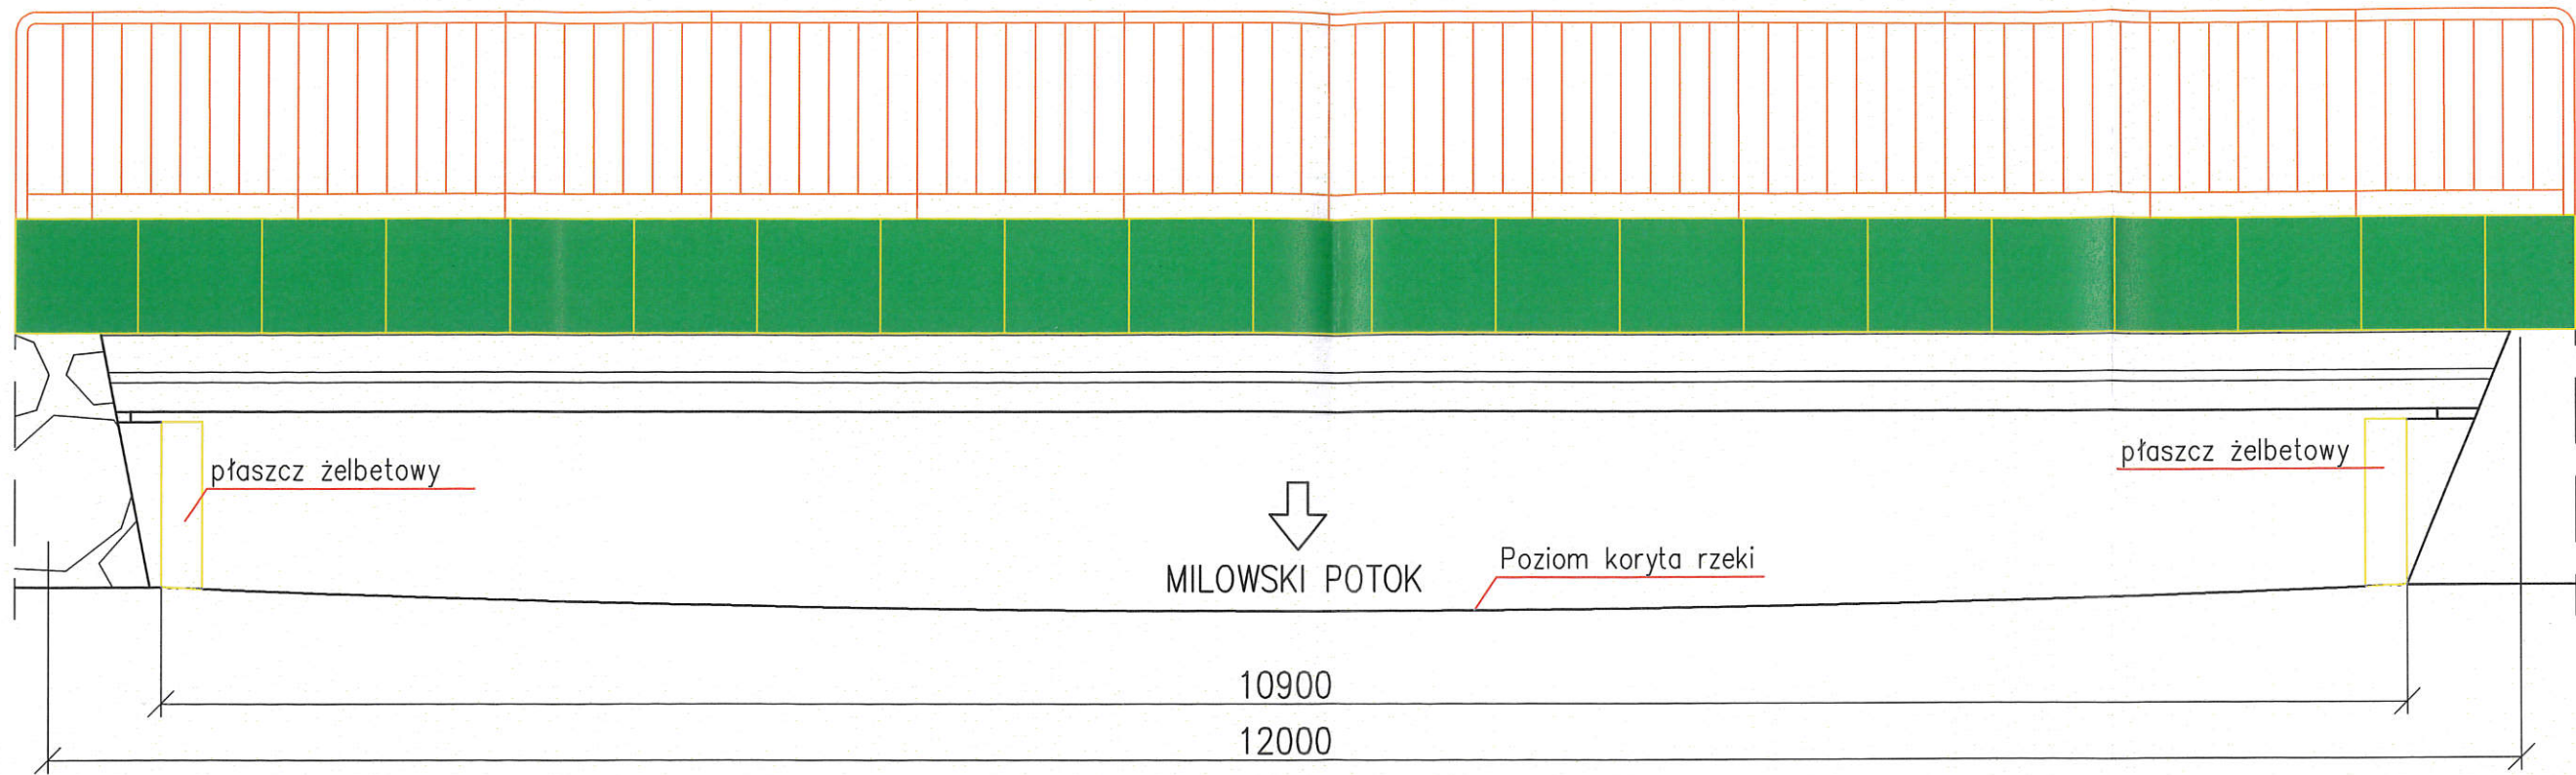 płaszcz żelbetowy
płaszcz żelbetowy
Poziom koryta rzeki
MILOWSKI POTOK
10900
12000